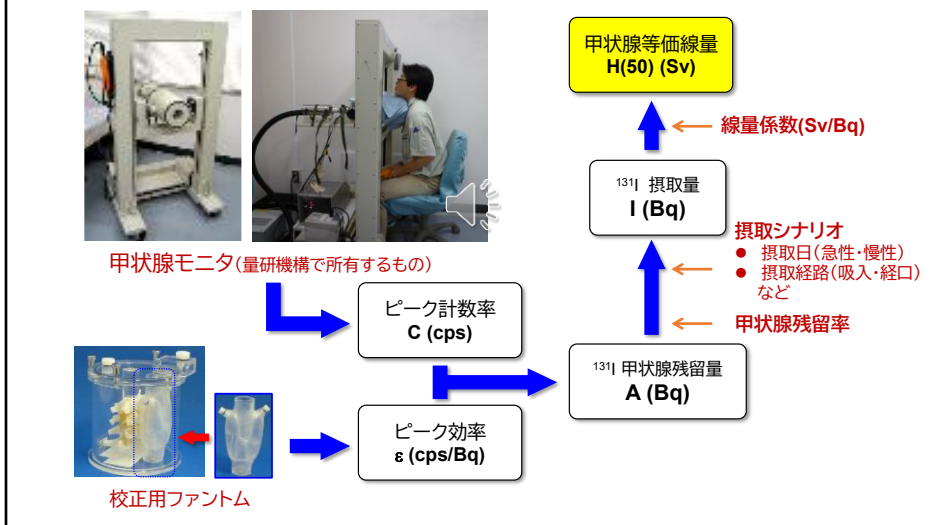 甲状腺等価線量
H(50) (Sv)
線量係数(Sv/Bq)
131I 摂取量
I (Bq)
摂取シナリオ
● 摂取日(急性・慢性)
● 摂取経路(吸入・経口)
など
甲状腺モニタ(量研機構で所有するもの)
ピーク計数率
C (cps)
甲状腺残留率
131I 甲状腺残留量
A (Bq)
ピーク効率
ε (cps/Bq)
校正用ファントム